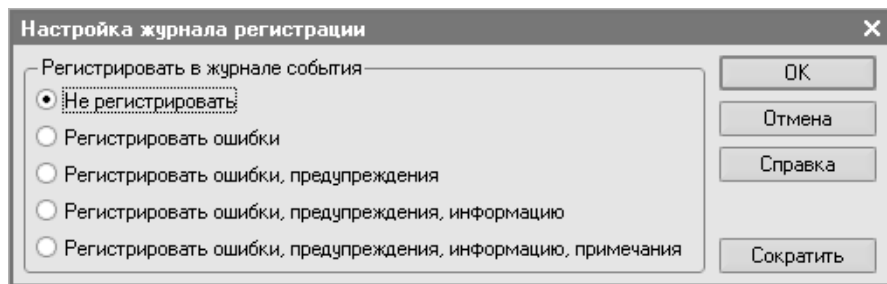 Настройка журнала регистрации
Регистрировать в журнале события
Не регистрировать
Регистрировать ошибки
Регистрировать ошибки, предупреждения
Регистрировать ошибки, предупреждения, информацию
Регистрировать ошибки, предупреждения, информацию, примечания
OK
Отмена
Справка
Сократить